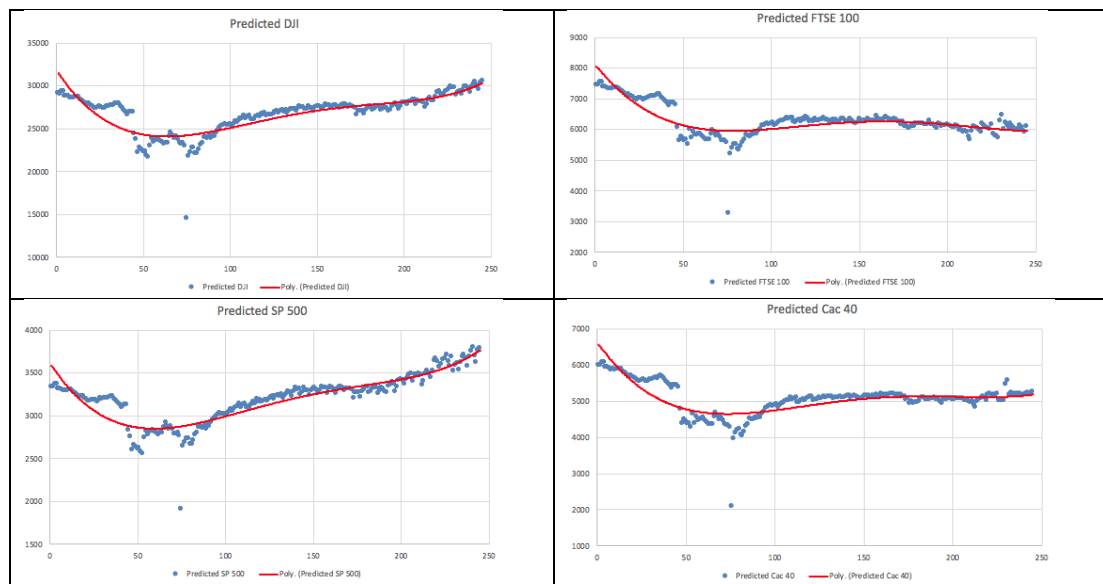 Predicted DJI
35000
30000
25000
20000
15000
10000
0 50 100 150 200 250
Predicted DJI Poly. (Predicted DJI)
Predicted FTSE 100
9000
8000
7000
6000
5000
4000
3000
2000
0 50 100 150 200 250
Predicted FTSE 100 Poly. (Predicted FTSE 100)
Predicted SP 500
4000
3500
3000
2500
2000
1500
0 50 100 150 200 250
Predicted SP 500 Poly. (Predicted SP 500)
Predicted Cac 40
7000
6000
5000
4000
3000
2000
1000
0 50 100 150 200 250
Predicted Cac 40 Poly. (Predicted Cac 40)